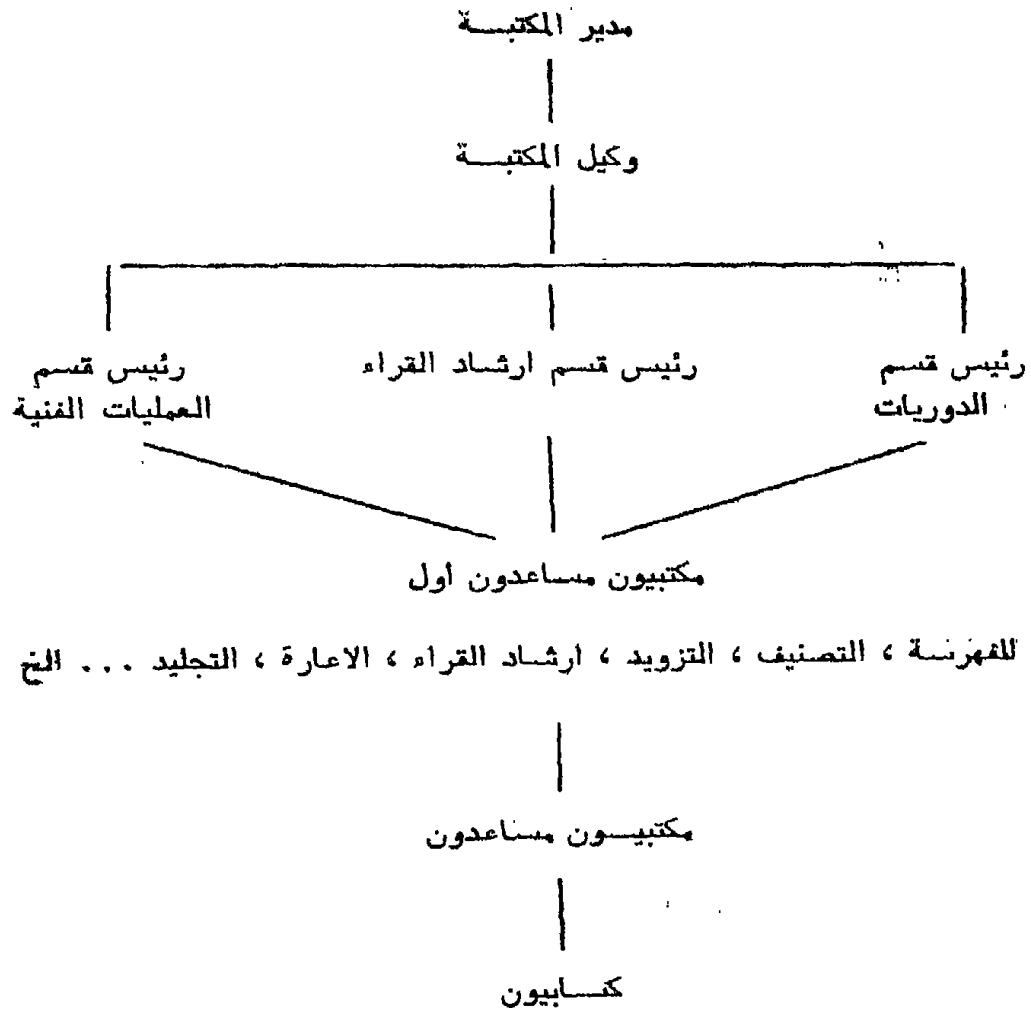 مدير المكتبة
وكيل المكتبة
رئيس قسم
الدوريات
رئيس قسم ارشاد القراء
رئيس قسم
العمليات الفنية
مكتبيون مساعدون اول
للفهرسة ، التصنيف ، التزويد ، ارشاد القراء ، الاعارة ، التجليد ... الخ
مكتبيون مساعدون
كتابيون